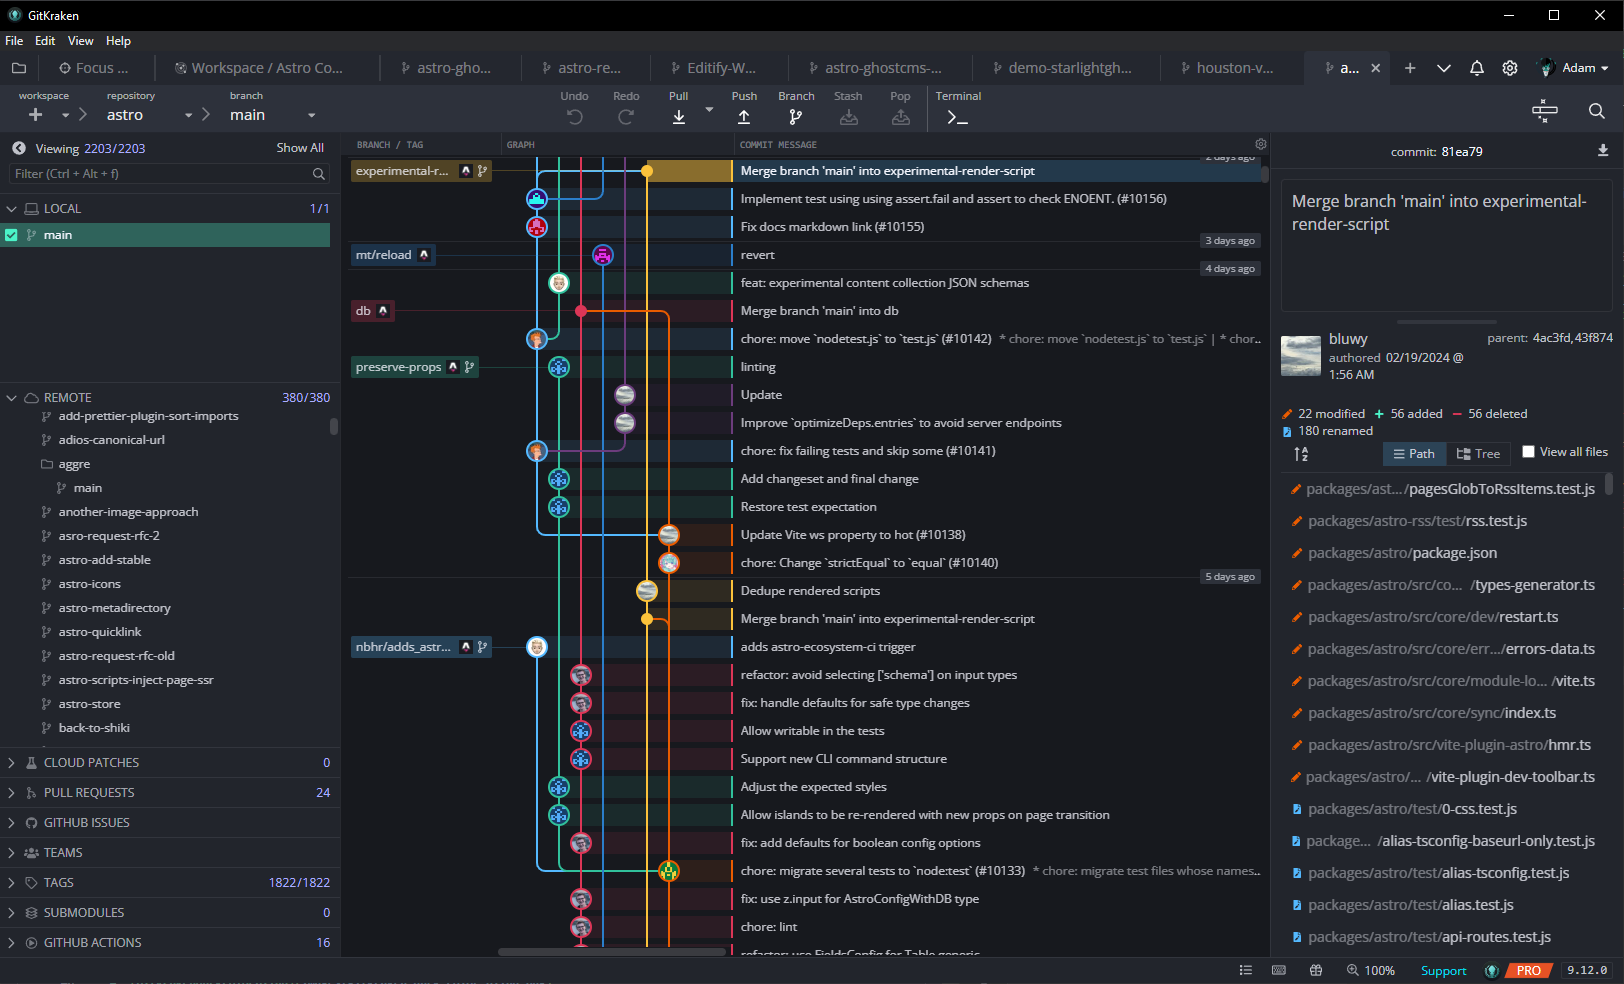 GitKraken
File Edit View Help
Focus ...
Workspace / Astro Co...
astro-gho...
astro-re...
Editify-W...
astro-ghostcms-...
demo-starlightgh...
houston-v...
a...
Adam
workspace
repository
astro
branch
main
Undo
Redo
Pull
Push
Branch
Stash
Pop
Terminal
Viewing 2203/2203
Show All
Filter (Ctrl + Alt + f)
LOCAL 1/1
main
REMOTE 380/380
add-prettier-plugin-sort-imports
adios-canonical-url
aggre
main
another-image-approach
asro-request-rfc-2
astro-add-stable
astro-icons
astro-metadirectory
astro-quicklink
astro-request-rfc-old
astro-scripts-inject-page-ssr
astro-store
back-to-shiki
CLOUD PATCHES 0
PULL REQUESTS 24
GITHUB ISSUES
TEAMS
TAGS 1822/1822
SUBMODULES 0
GITHUB ACTIONS 16
BRANCH / TAG GRAPH COMMIT MESSAGE
2 days ago
experimental-r... Merge branch 'main' into experimental-render-script
Implement test using using assert.fail and assert to check ENOENT. (#10156)
Fix docs markdown link (#10155)
3 days ago
mt/reload revert
4 days ago
feat: experimental content collection JSON schemas
db Merge branch 'main' into db
chore: move `nodetest.js` to `test.js` (#10142) * chore: move `nodetest.js` to `test.js` | * chor...
preserve-props linting
Update
Improve `optimizeDeps.entries` to avoid server endpoints
chore: fix failing tests and skip some (#10141)
Add changeset and final change
Restore test expectation
Update Vite ws property to hot (#10138)
chore: Change `strictEqual` to `equal` (#10140)
5 days ago
Dedupe rendered scripts
Merge branch 'main' into experimental-render-script
nbhr/adds_astr... adds astro-ecosystem-ci trigger
refactor: avoid selecting ['schema'] on input types
fix: handle defaults for safe type changes
Allow writable in the tests
Support new CLI command structure
Adjust the expected styles
Allow islands to be re-rendered with new props on page transition
fix: add defaults for boolean config options
chore: migrate several tests to `node:test` (#10133) * chore: migrate test files whose names...
fix: use z.input for AstroConfigWithDB type
chore: lint
refactor: use FieldsConfig for Table generic
commit: 81ea79
Merge branch 'main' into experimental-
render-script
bluwy
parent: 4ac3fd,43f874
authored 02/19/2024 @
1:56 AM
22 modified + 56 added − 56 deleted
180 renamed
Path
Tree
View all files
packages/ast.../pagesGlobToRssItems.test.js
packages/astro-rss/test/rss.test.js
packages/astro/package.json
packages/astro/src/co... /types-generator.ts
packages/astro/src/core/dev/restart.ts
packages/astro/src/core/err.../errors-data.ts
packages/astro/src/core/module-lo... /vite.ts
packages/astro/src/core/sync/index.ts
packages/astro/src/vite-plugin-astro/hmr.ts
packages/astro/... /vite-plugin-dev-toolbar.ts
packages/astro/test/0-css.test.js
package... /alias-tsconfig-baseurl-only.test.js
packages/astro/test/alias-tsconfig.test.js
packages/astro/test/alias.test.js
packages/astro/test/api-routes.test.js
100%
Support
PRO
9.12.0